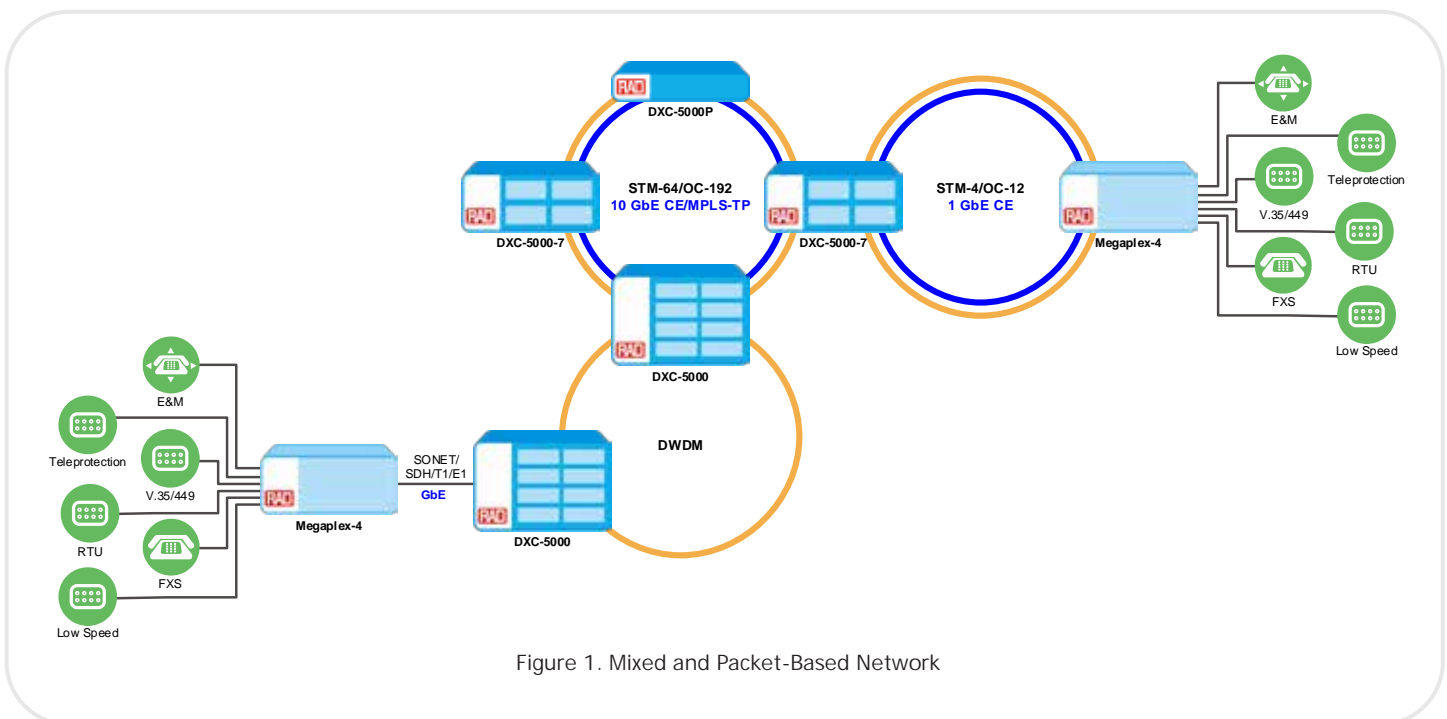 RAD
DXC-5000P
RAD
DXC-5000-7
STM-64/OC-192
10 GbE CE/MPLS-TP
RAD
DXC-5000-7
STM-4/OC-12
1 GbE CE
RAD
Megaplex-4
E&M
Teleprotection
V.35/449
RTU
FXS
Low Speed
RAD
DXC-5000
DWDM
E&M
Teleprotection
V.35/449
RTU
FXS
Low Speed
RAD
Megaplex-4
SONET/
SDH/T1/E1
GbE
RAD
DXC-5000
Figure 1. Mixed and Packet-Based Network